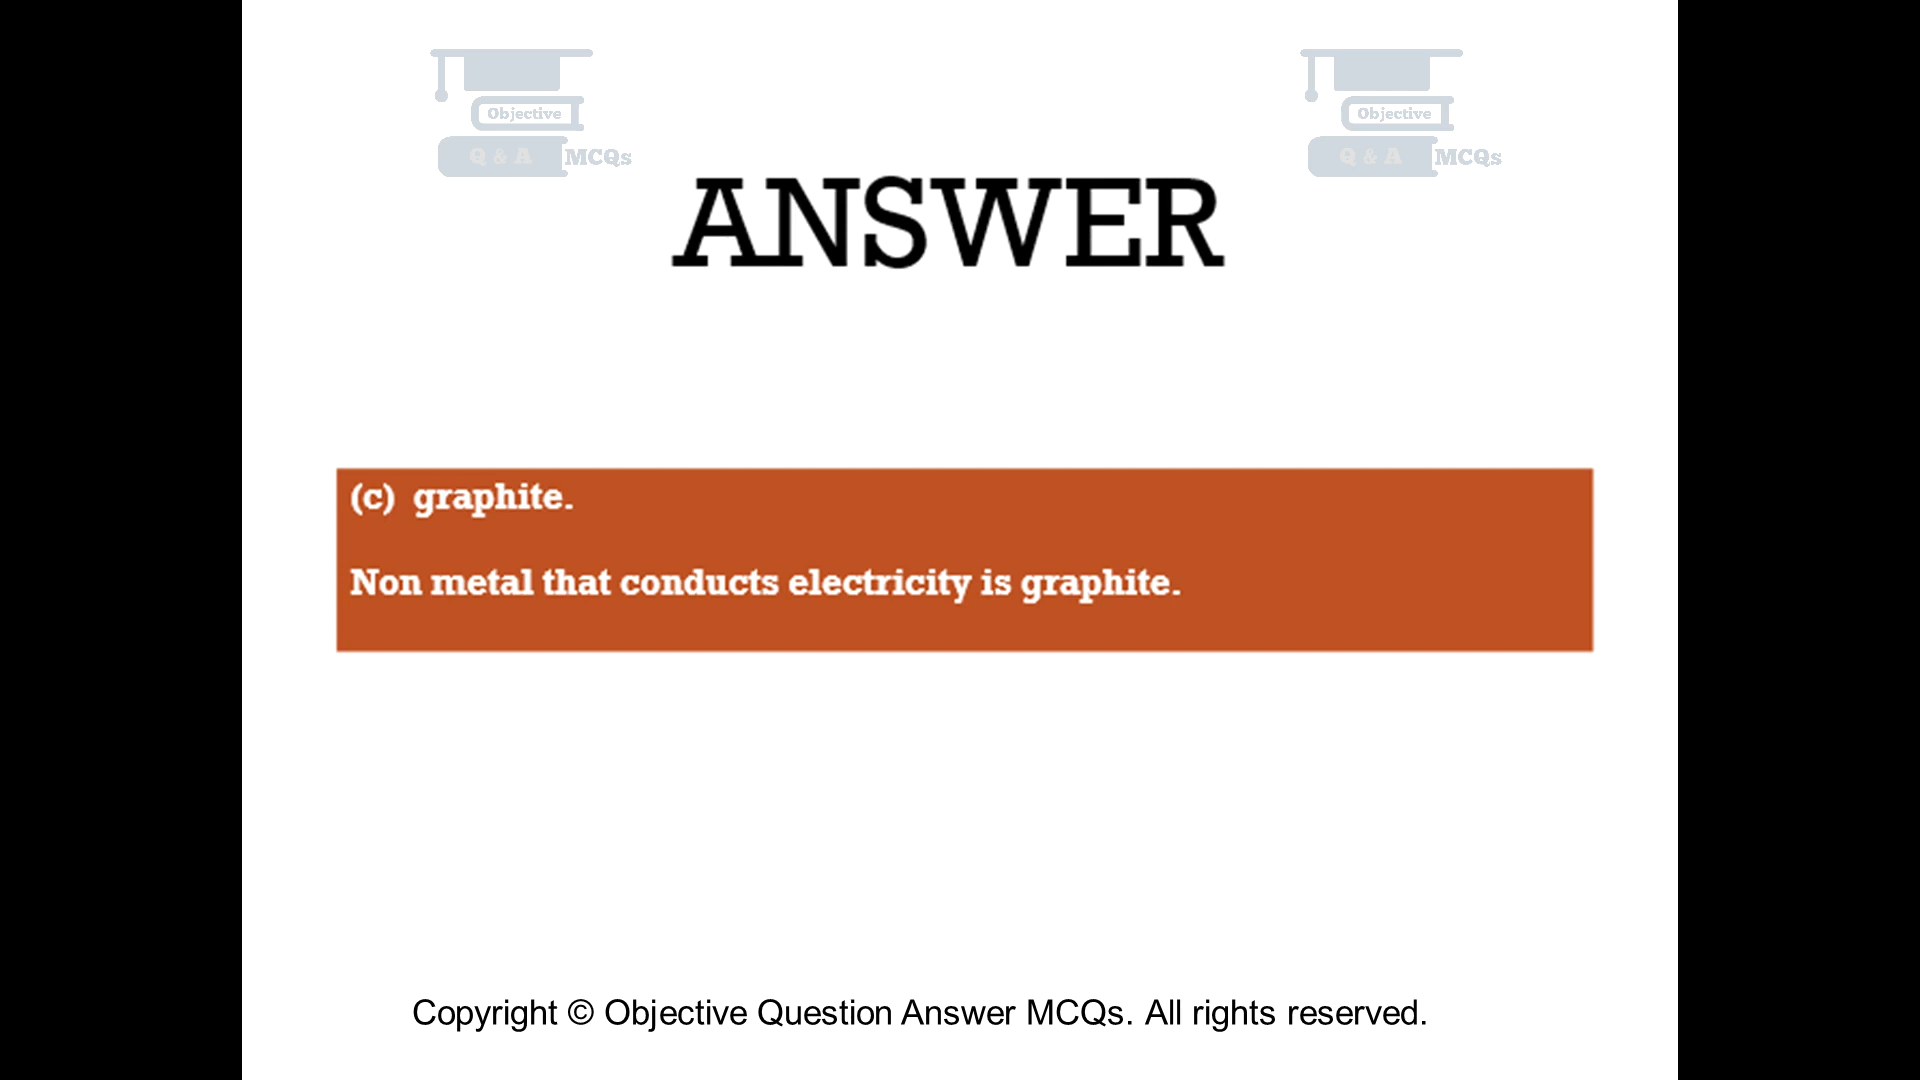 Objective
Q & A MCQs
Objective
Q & A MCQs
ANSWER
(c) graphite.
Non metal that conducts electricity is graphite.
Copyright © Objective Question Answer MCQs. All rights reserved.